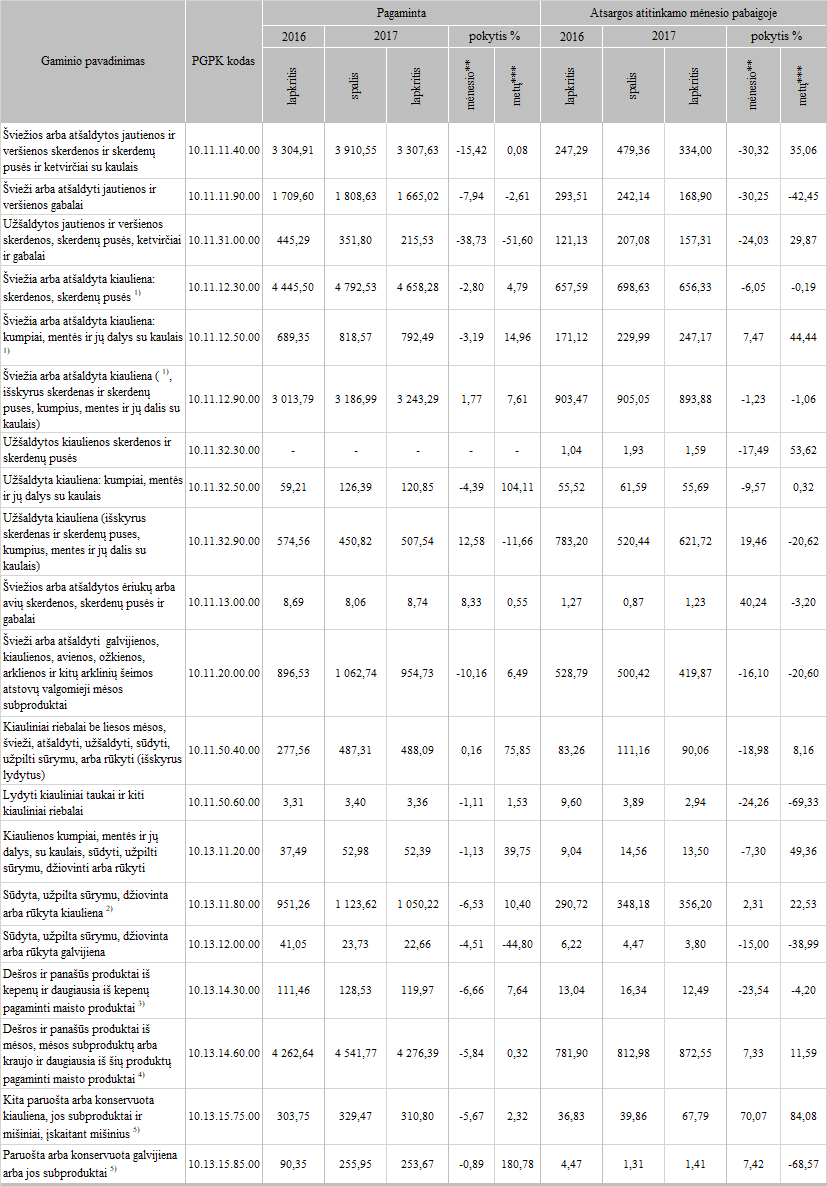 Gaminio pavadinimas PGPK kodas Pagaminta Atsargos atitinkamo mėnesio pabaigoje
2016 2017 pokytis % 2016 2017 pokytis %
lapkritis spalis lapkritis mėnesio** metų*** lapkritis spalis lapkritis mėnesio** metų***
Šviežios arba atšaldytos jautienos ir
veršienos skerdenos ir skerdenų
pusės ir ketvirčiai su kaulais
10.11.11.40.00 3 304,91 3 910,55 3 307,63 -15,42 0,08 247,29 479,36 334,00 -30,32 35,06
Švieži arba atšaldyti jautienos ir
veršienos gabalai
10.11.11.90.00 1 709,60 1 808,63 1 665,02 -7,94 -2,61 293,51 242,14 168,90 -30,25 -42,45
Užšaldytos jautienos ir veršienos
skerdenos, skerdenų pusės, ketvirčiai
ir gabalai
10.11.31.00.00 445,29 351,80 215,53 -38,73 -51,60 121,13 207,08 157,31 -24,03 29,87
Šviežia arba atšaldyta kiauliena:
skerdenos, skerdenų pusės 1)
10.11.12.30.00 4 445,50 4 792,53 4 658,28 -2,80 4,79 657,59 698,63 656,33 -6,05 -0,19
Šviežia arba atšaldyta kiauliena:
kumpiai, mentės ir jų dalys su kaulais
1)
10.11.12.50.00 689,35 818,57 792,49 -3,19 14,96 171,12 229,99 247,17 7,47 44,44
Šviežia arba atšaldyta kiauliena ( 1),
išskyrus skerdenas ir skerdenų
puses, kumpius, mentes ir jų dalis su
kaulais)
10.11.12.90.00 3 013,79 3 186,99 3 243,29 1,77 7,61 903,47 905,05 893,88 -1,23 -1,06
Užšaldytos kiaulienos skerdenos ir
skerdenų pusės
10.11.32.30.00 - - - - - 1,04 1,93 1,59 -17,49 53,62
Užšaldyta kiauliena: kumpiai, mentės
ir jų dalys su kaulais
10.11.32.50.00 59,21 126,39 120,85 -4,39 104,11 55,52 61,59 55,69 -9,57 0,32
Užšaldyta kiauliena (išskyrus
skerdenas ir skerdenų puses,
kumpius, mentes ir jų dalis su
kaulais)
10.11.32.90.00 574,56 450,82 507,54 12,58 -11,66 783,20 520,44 621,72 19,46 -20,62
Šviežios arba atšaldytos ėriukų arba
avių skerdenos, skerdenų pusės ir
gabalai
10.11.13.00.00 8,69 8,06 8,74 8,33 0,55 1,27 0,87 1,23 40,24 -3,20
Švieži arba atšaldyti galvijienos,
kiaulienos, avienos, ožkienos,
arklienos ir kitų arklinių šeimos
atstovų valgomieji mėsos
subproduktai
10.11.20.00.00 896,53 1 062,74 954,73 -10,16 6,49 528,79 500,42 419,87 -16,10 -20,60
Kiauliniai riebalai be liesos mėsos,
švieži, atšaldyti, užšaldyti, sūdyti,
užpilti sūrymu, arba rūkyti (išskyrus
lydytus)
10.11.50.40.00 277,56 487,31 488,09 0,16 75,85 83,26 111,16 90,06 -18,98 8,16
Lydyti kiauliniai taukai ir kiti
kiauliniai riebalai
10.11.50.60.00 3,31 3,40 3,36 -1,11 1,53 9,60 3,89 2,94 -24,26 -69,33
Kiaulienos kumpiai, mentės ir jų
dalys, su kaulais, sūdyti, užpilti
sūrymu, džiovinti arba rūkyti
10.13.11.20.00 37,49 52,98 52,39 -1,13 39,75 9,04 14,56 13,50 -7,30 49,36
Sūdyta, užpilta sūrymu, džiovinta
arba rūkyta kiauliena 2)
10.13.11.80.00 951,26 1 123,62 1 050,22 -6,53 10,40 290,72 348,18 356,20 2,31 22,53
Sūdyta, užpilta sūrymu, džiovinta
arba rūkyta galvijiena
10.13.12.00.00 41,05 23,73 22,66 -4,51 -44,80 6,22 4,47 3,80 -15,00 -38,99
Dešros ir panašūs produktai iš
kepenų ir daugiausia iš kepenų
pagaminti maisto produktai 3)
10.13.14.30.00 111,46 128,53 119,97 -6,66 7,64 13,04 16,34 12,49 -23,54 -4,20
Dešros ir panašūs produktai iš
mėsos, mėsos subproduktų arba
kraujo ir daugiausia iš šių produktų
pagaminti maisto produktai 4)
10.13.14.60.00 4 262,64 4 541,77 4 276,39 -5,84 0,32 781,90 812,98 872,55 7,33 11,59
Kita paruošta arba konservuota
kiauliena, jos subproduktai ir
mišiniai, įskaitant mišinius 5)
10.13.15.75.00 303,75 329,47 310,80 -5,67 2,32 36,83 39,86 67,79 70,07 84,08
Paruošta arba konservuota galvijiena
arba jos subproduktai 5)
10.13.15.85.00 90,35 255,95 253,67 -0,89 180,78 4,47 1,31 1,41 7,42 -68,57